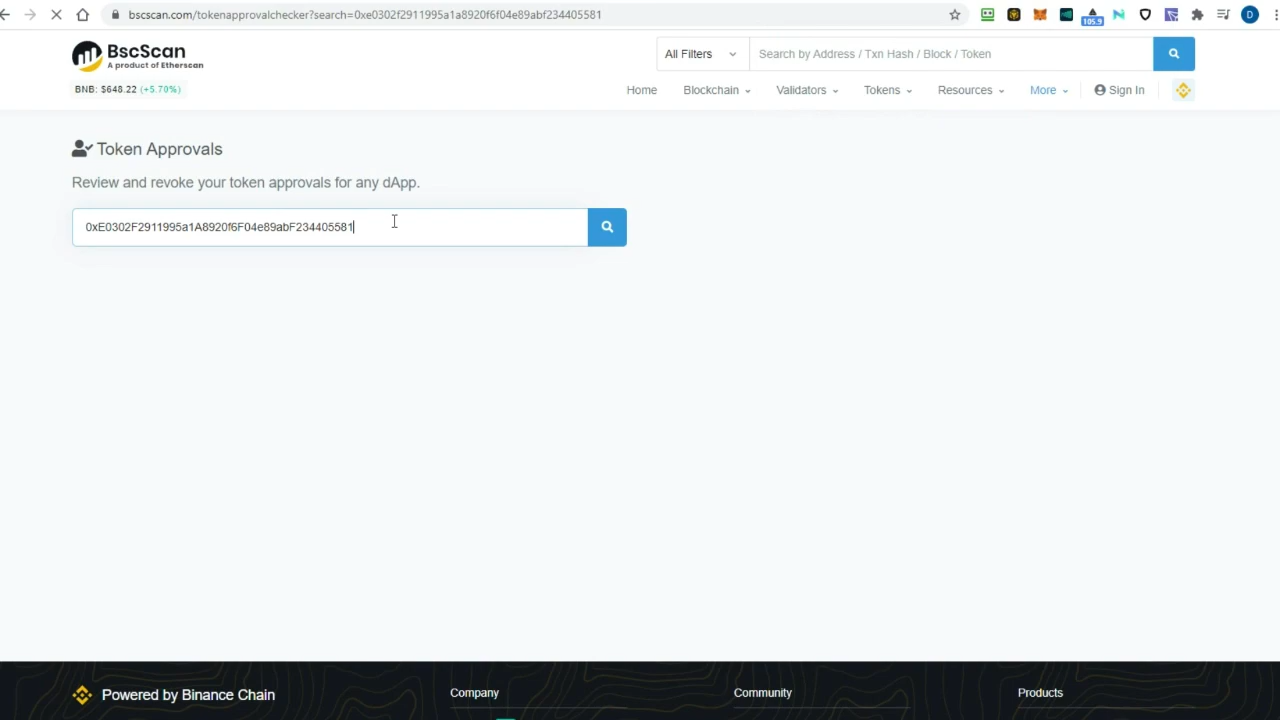 bscscan.com/tokenapprovalchecker?search=0xe0302f2911995a1a8920f6f04e89abf234405581
105.9
D
BscScan
A product of Etherscan
All Filters
Search by Address / Txn Hash / Block / Token
BNB: $648.22 (+5.70%)
Home
Blockchain
Validators
Tokens
Resources
More
Sign In
Token Approvals
Review and revoke your token approvals for any dApp.
0xE0302F2911995a1A8920f6F04e89abF234405581
Powered by Binance Chain
Company
Community
Products